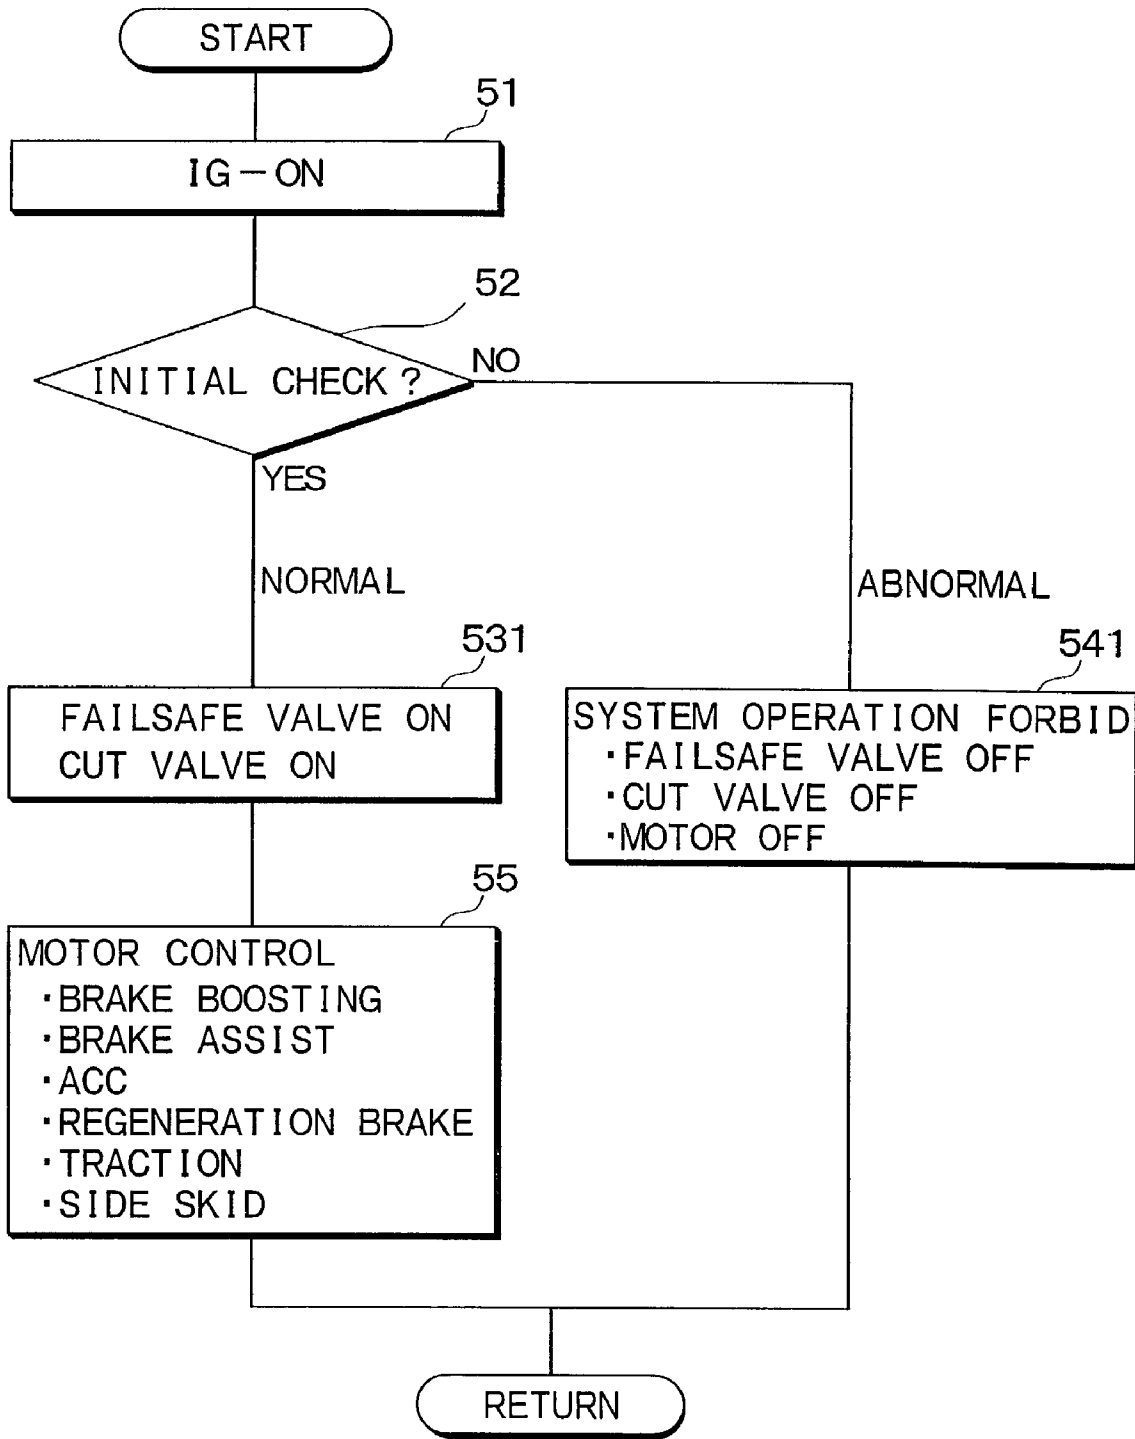 START
51
IG-ON
52
INITIAL CHECK?
NO
YES
NORMAL
ABNORMAL
531
FAILSAFE VALVE ON
CUT VALVE ON
541
SYSTEM OPERATION FORBID
·FAILSAFE VALVE OFF
·CUT VALVE OFF
·MOTOR OFF
55
MOTOR CONTROL
·BRAKE BOOSTING
·BRAKE ASSIST
·ACC
·REGENERATION BRAKE
·TRACTION
·SIDE SKID
RETURN